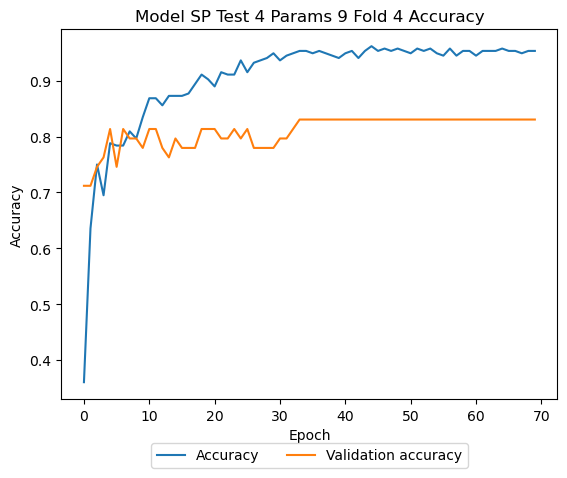 Model SP Test 4 Params 9 Fold 4 Accuracy
Accuracy
0.9
0.8
0.7
0.6
0.5
0.4
0 10 20 30 40 50 60 70
Epoch
Accuracy Validation accuracy